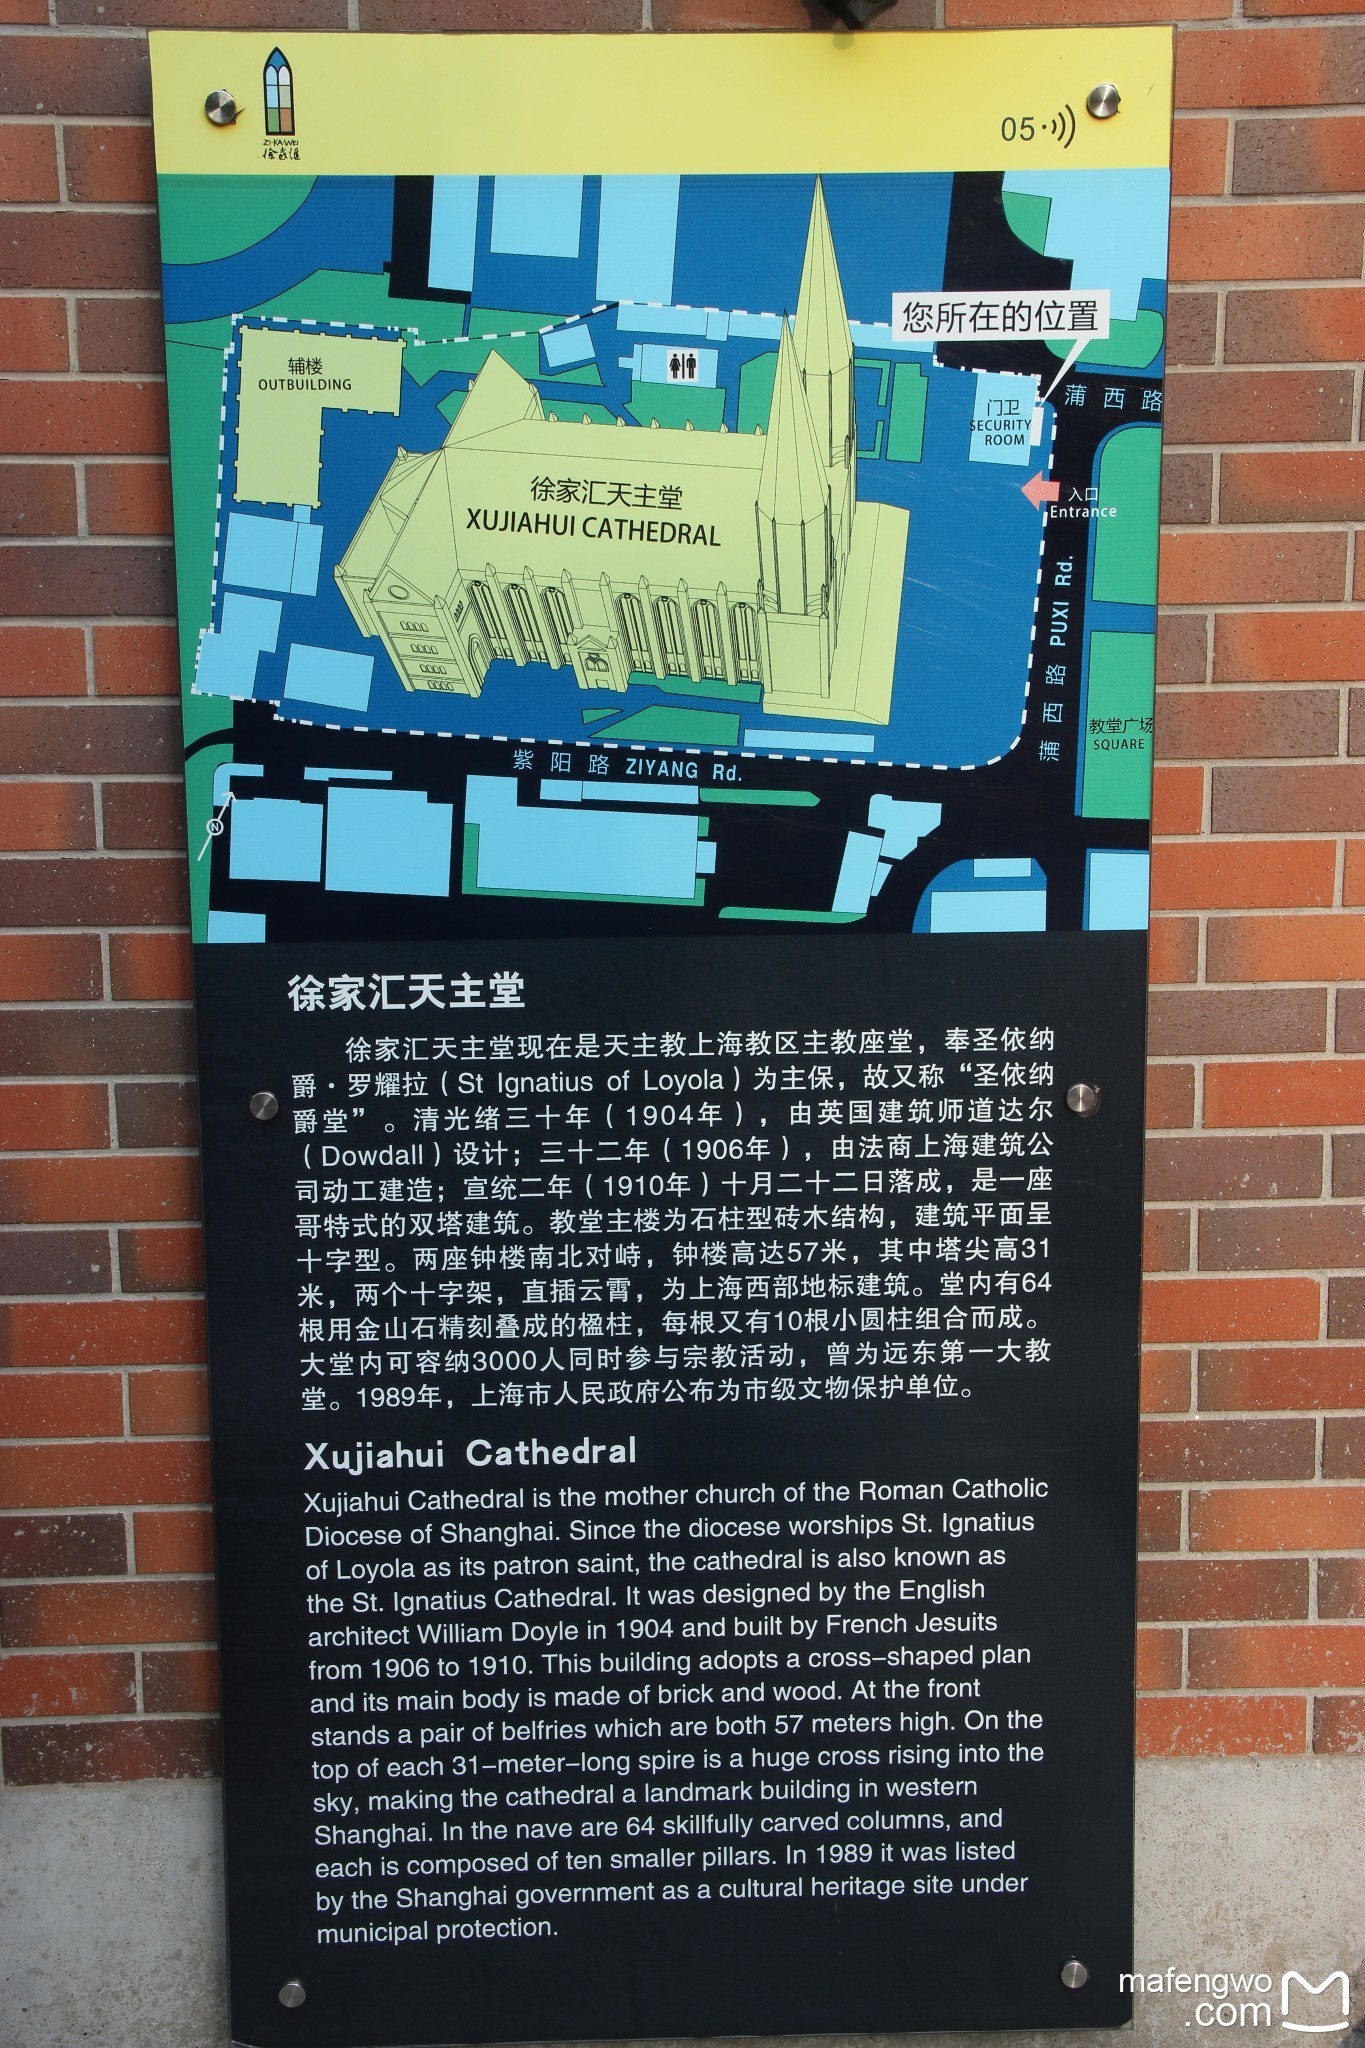 ZI·KA·WEI
徐家汇
05
您所在的位置
辅楼
OUTBUILDING
门卫
SECURITY
ROOM
蒲西路
徐家汇天主堂
XUJIAHUI CATHEDRAL
入口
Entrance
蒲西路 PUXI Rd.
教堂广场
SQUARE
紫阳路 ZIYANG Rd.
N
徐家汇天主堂
徐家汇天主堂现在是天主教上海教区主教座堂，奉圣依纳
爵·罗耀拉（St Ignatius of Loyola）为主保，故又称“圣依纳
爵堂”。清光绪三十年（1904年），由英国建筑师道达尔
（Dowdall）设计；三十二年（1906年），由法商上海建筑公
司动工建造；宣统二年（1910年）十月二十二日落成，是一座
哥特式的双塔建筑。教堂主楼为石柱型砖木结构，建筑平面呈
十字型。两座钟楼南北对峙，钟楼高达57米，其中塔尖高31
米，两个十字架，直插云霄，为上海西部地标建筑。堂内有64
根用金山石精刻叠成的楹柱，每根又有10根小圆柱组合而成。
大堂内可容纳3000人同时参与宗教活动，曾为远东第一大教
堂。1989年，上海市人民政府公布为市级文物保护单位。
Xujiahui Cathedral
Xujiahui Cathedral is the mother church of the Roman Catholic
Diocese of Shanghai. Since the diocese worships St. Ignatius
of Loyola as its patron saint, the cathedral is also known as
the St. Ignatius Cathedral. It was designed by the English
architect William Doyle in 1904 and built by French Jesuits
from 1906 to 1910. This building adopts a cross-shaped plan
and its main body is made of brick and wood. At the front
stands a pair of belfries which are both 57 meters high. On the
top of each 31-meter-long spire is a huge cross rising into the
sky, making the cathedral a landmark building in western
Shanghai. In the nave are 64 skillfully carved columns, and
each is composed of ten smaller pillars. In 1989 it was listed
by the Shanghai government as a cultural heritage site under
municipal protection.
mafengwo
.com